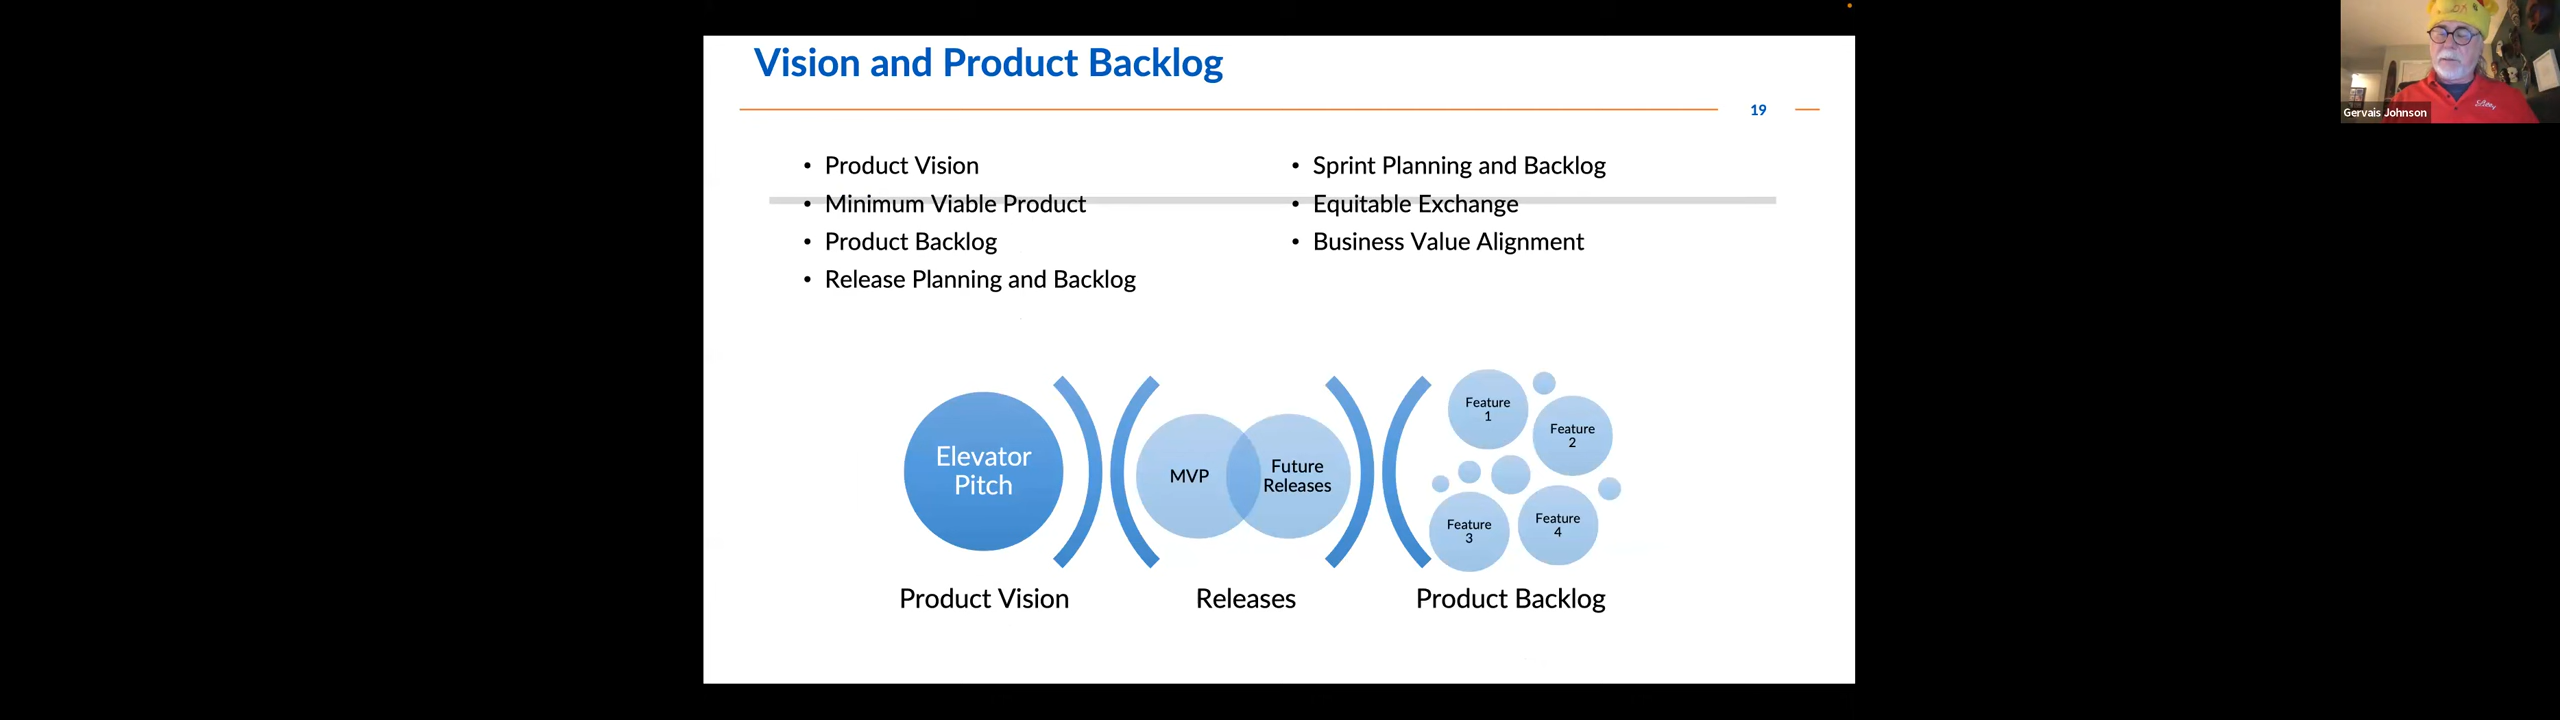 Vision and Product Backlog
19
• Product Vision
• Minimum Viable Product
• Product Backlog
• Release Planning and Backlog
• Sprint Planning and Backlog
• Equitable Exchange
• Business Value Alignment
Elevator
Pitch
MVP
Future
Releases
Feature
1
Feature
2
Feature
3
Feature
4
Product Vision
Releases
Product Backlog
Gervais Johnson